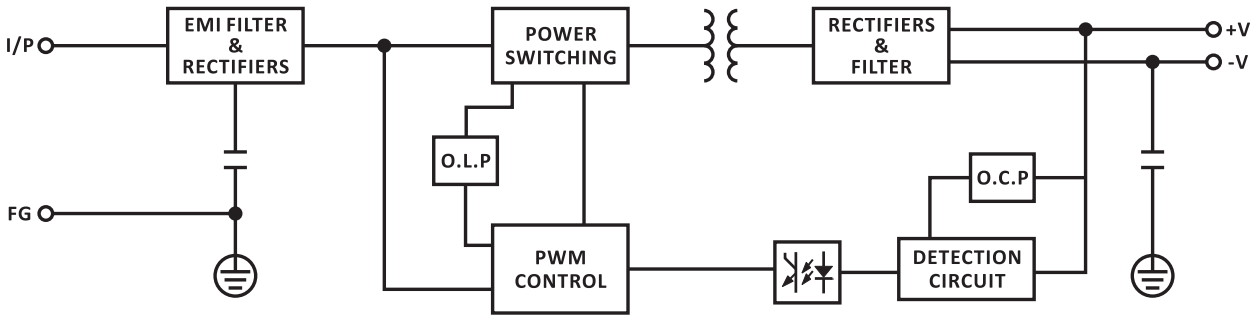 I/P
EMI FILTER
&
RECTIFIERS
POWER
SWITCHING
RECTIFIERS
&
FILTER
+V
-V
O.L.P
O.C.P
FG
PWM
CONTROL
DETECTION
CIRCUIT